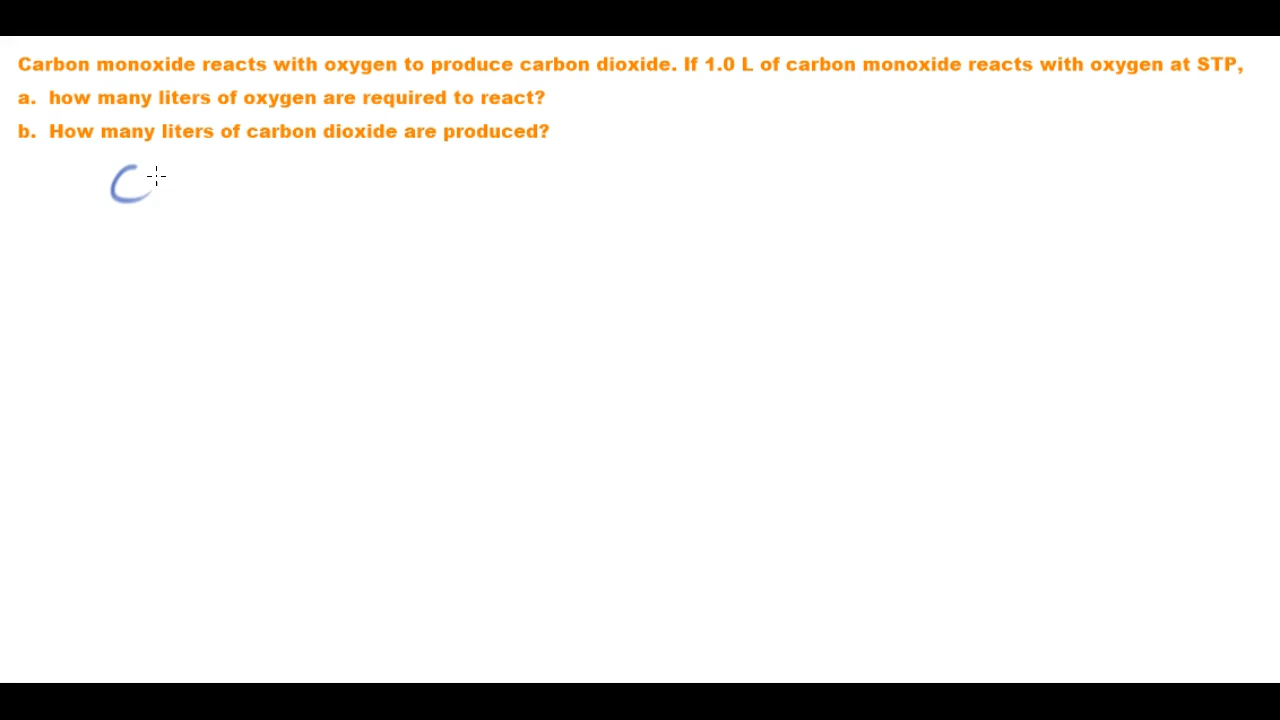 Carbon monoxide reacts with oxygen to produce carbon dioxide. If 1.0 L of carbon monoxide reacts with oxygen at STP,
a. how many liters of oxygen are required to react?
b. How many liters of carbon dioxide are produced?
C